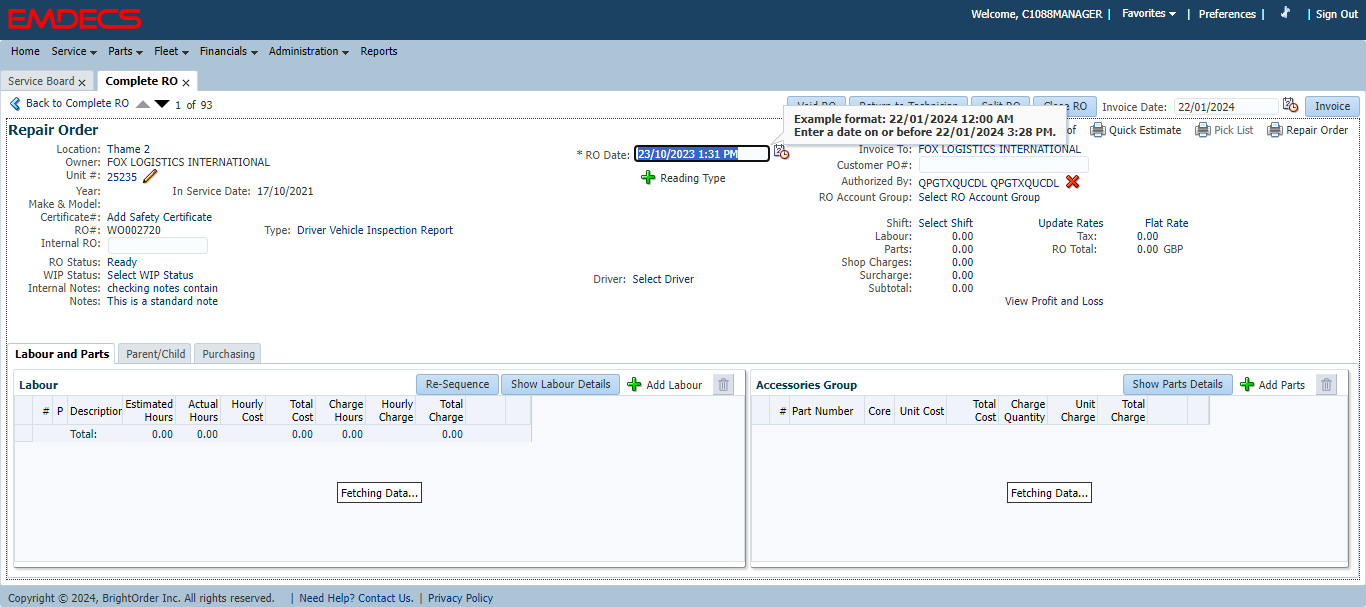 EMDECS
Welcome, C1088MANAGER | Favorites | Preferences | | Sign Out
Home Service Parts Fleet Financials Administration Reports
Service Board x Complete RO x
Back to Complete RO 1 of 93
Void RO Return to Technician Split RO Close RO Invoice Date: 22/01/2024 Invoice
Example format: 22/01/2024 12:00 AM
Enter a date on or before 22/01/2024 3:28 PM.
Repair Order
of Quick Estimate Pick List Repair Order
Location: Thame 2
Owner: FOX LOGISTICS INTERNATIONAL
Unit #: 25235
Year: In Service Date: 17/10/2021
Make & Model:
Certificate#: Add Safety Certificate
RO#: WO002720 Type: Driver Vehicle Inspection Report
Internal RO:
RO Status: Ready
WIP Status: Select WIP Status
Internal Notes: checking notes contain
Notes: This is a standard note
* RO Date: 23/10/2023 1:31 PM
Reading Type
Driver: Select Driver
Invoice To: FOX LOGISTICS INTERNATIONAL
Customer PO#:
Authorized By: QPGTXQUCDL QPGTXQUCDL
RO Account Group: Select RO Account Group
Shift: Select Shift Update Rates Flat Rate
Labour: 0.00 Tax: 0.00
Parts: 0.00 RO Total: 0.00 GBP
Shop Charges: 0.00
Surcharge: 0.00
Subtotal: 0.00
View Profit and Loss
Labour and Parts Parent/Child Purchasing
Labour Re-Sequence Show Labour Details Add Labour
# P Description Estimated Hours Actual Hours Hourly Cost Total Cost Charge Hours Hourly Charge Total Charge
Total: 0.00 0.00 0.00 0.00 0.00
Fetching Data...
Accessories Group Show Parts Details Add Parts
# Part Number Core Unit Cost Total Cost Charge Quantity Unit Charge Total Charge
Fetching Data...
Copyright © 2024, BrightOrder Inc. All rights reserved. | Need Help? Contact Us. | Privacy Policy